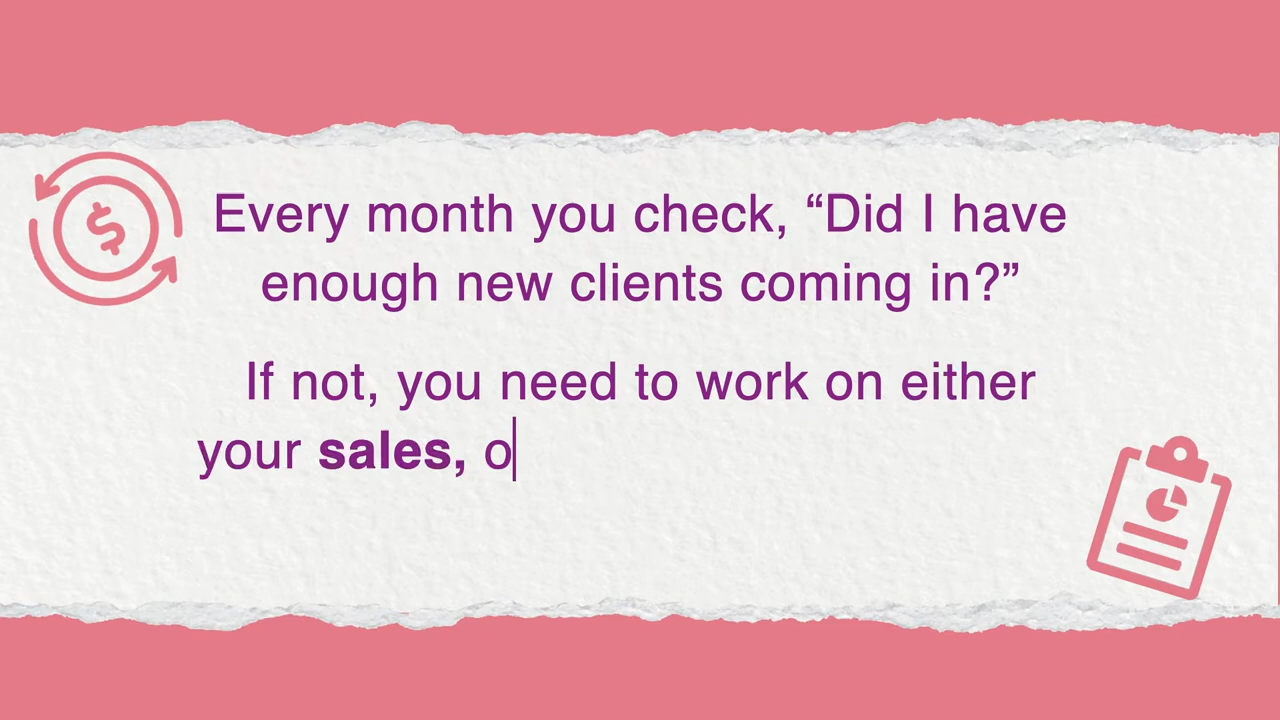 Every month you check, “Did I have
enough new clients coming in?”
If not, you need to work on either
your sales, o